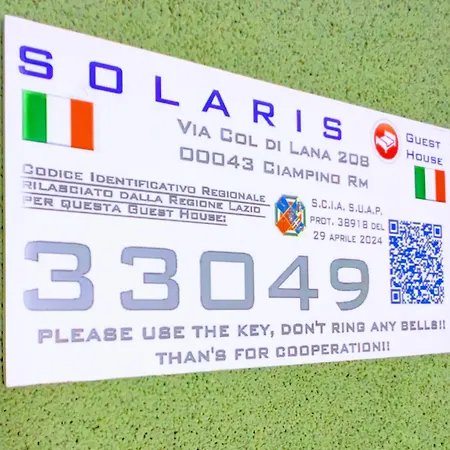 SOLARIS
Via Col di Lana 208
00043 Ciampino Rm
Guest
House
Codice Identificativo Regionale
rilasciato dalla Regione Lazio
per questa Guest House:
S.C.I.A. S.U.A.P.
PROT. 38918 DEL
29 APRILE 2024
33049
PLEASE USE THE KEY, DON'T RING ANY BELLS!!
THAN'S FOR COOPERATION!!